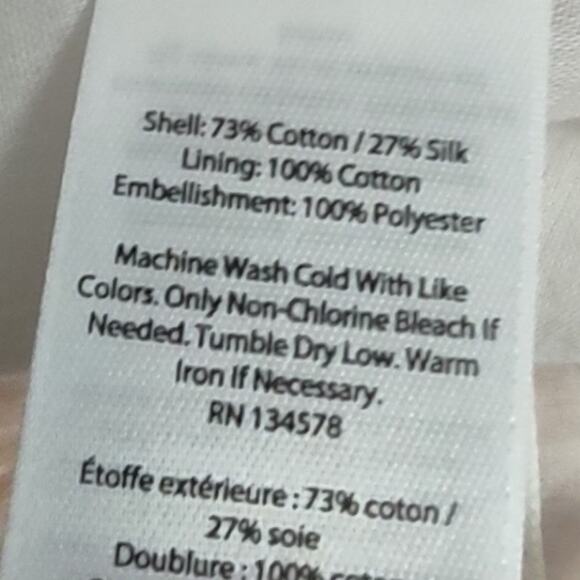 Shell: 73% Cotton / 27% Silk
Lining: 100% Cotton
Embellishment: 100% Polyester
Machine Wash Cold With Like
Colors. Only Non-Chlorine Bleach If
Needed. Tumble Dry Low. Warm
Iron If Necessary.
RN 134578
Étoffe extérieure : 73% coton /
27% soie
Doublure : 100%